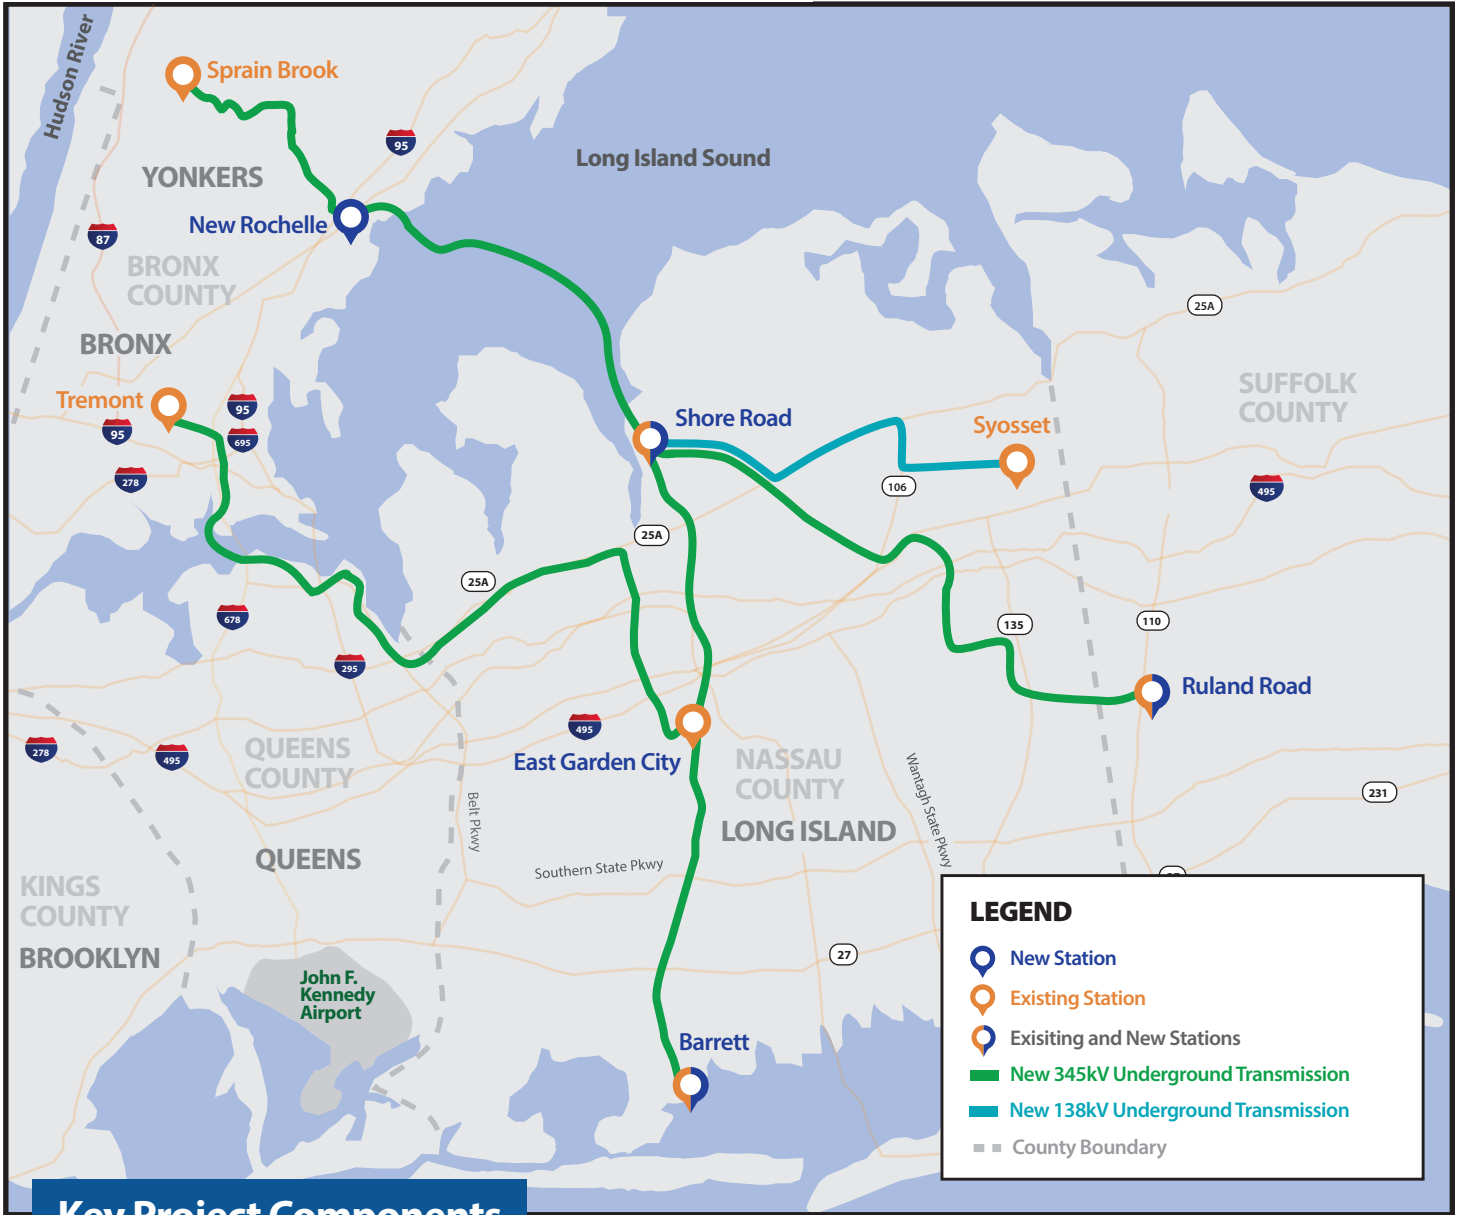 Hudson River
Sprain Brook
95
Long Island Sound
YONKERS
New Rochelle
87
BRONX
COUNTY
25A
BRONX
SUFFOLK
COUNTY
Tremont
95
95
695
278
Shore Road
Syosset
106
495
25A
25A
678
295
135
110
Ruland Road
495
278
495
QUEENS
COUNTY
East Garden City
NASSAU
COUNTY
LONG ISLAND
Wantagh State Pkwy
Belt Pkwy
231
Southern State Pkwy
QUEENS
KINGS
COUNTY
BROOKLYN
27
John F.
Kennedy
Airport
Barrett
LEGEND
New Station
Existing Station
Exisiting and New Stations
New 345kV Underground Transmission
New 138kV Underground Transmission
County Boundary
Key Project Components